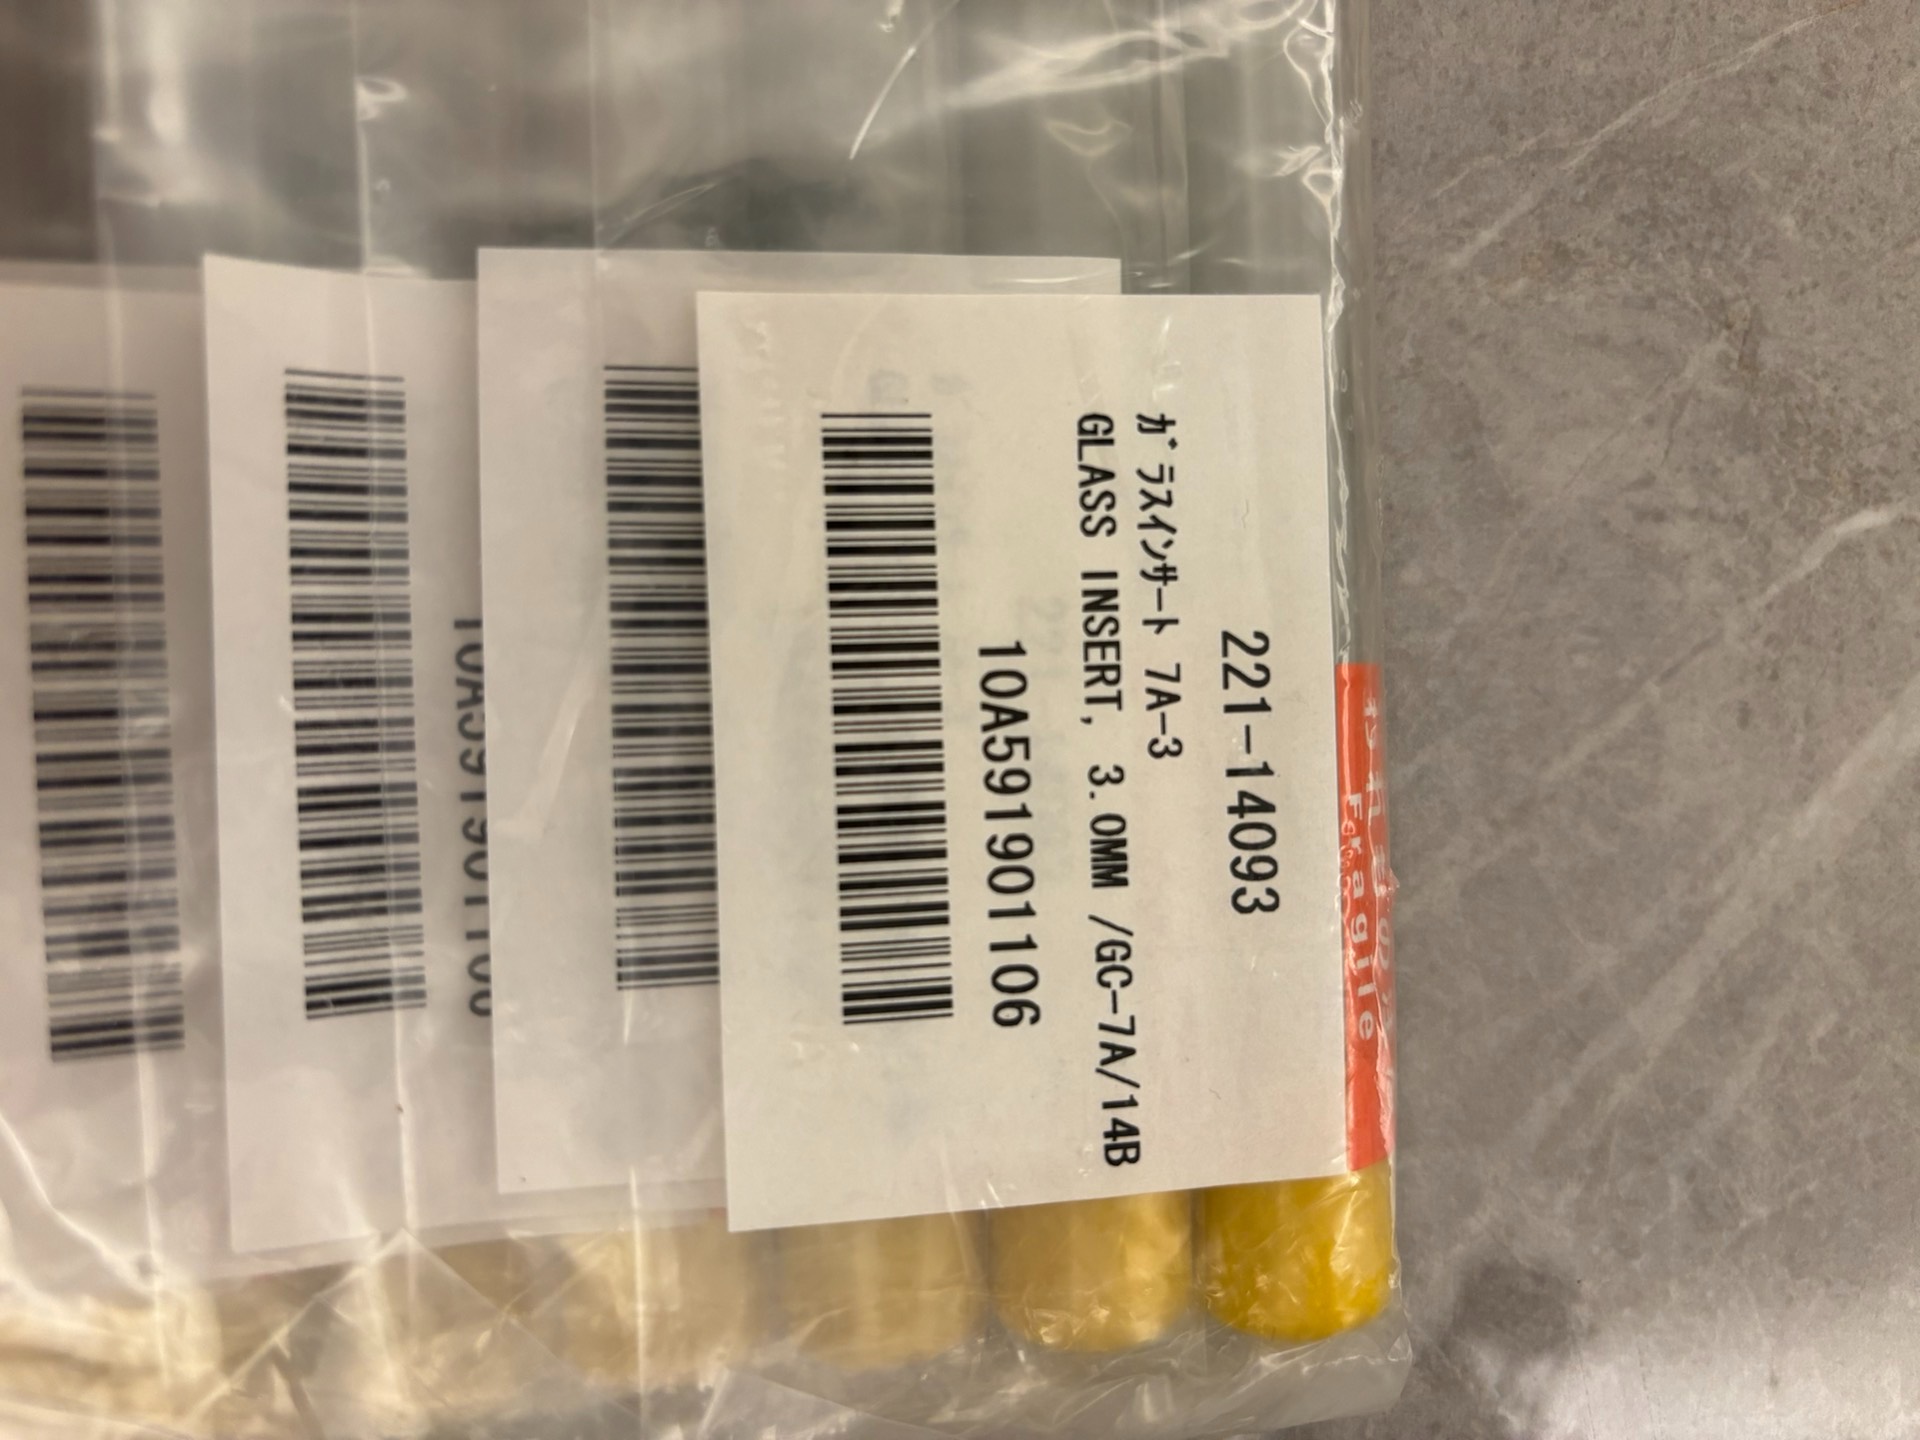 221-14093
ｶﾞﾗｽｲﾝｻｰﾄ 7A-3
GLASS INSERT, 3.0MM /GC-7A/14B
10A591901106
Fragile